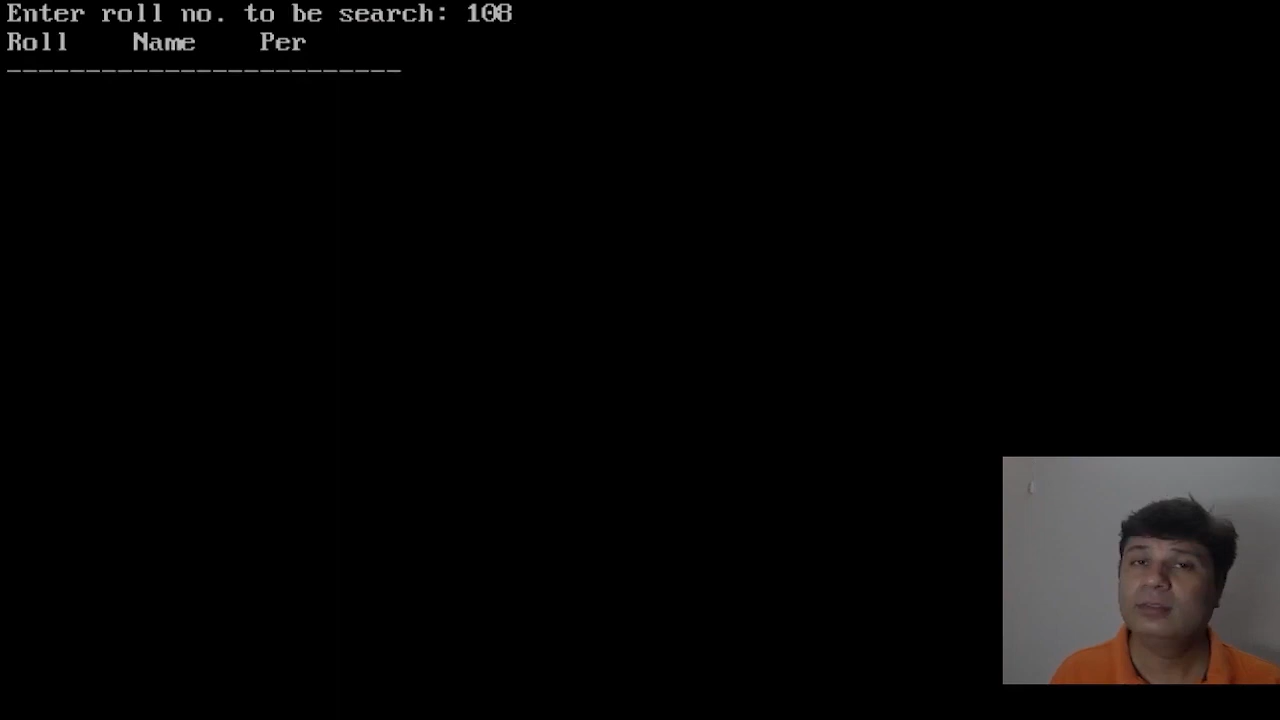 Enter roll no. to be search: 108
Roll    Name    Per
-------------------------